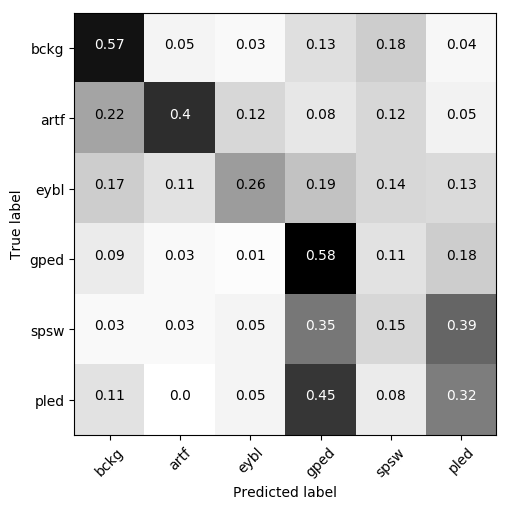 bckg 0.57 0.05 0.03 0.13 0.18 0.04
artf 0.22 0.4 0.12 0.08 0.12 0.05
eybl 0.17 0.11 0.26 0.19 0.14 0.13
gped 0.09 0.03 0.01 0.58 0.11 0.18
spsw 0.03 0.03 0.05 0.35 0.15 0.39
pled 0.11 0.0 0.05 0.45 0.08 0.32
True label
bckg artf eybl gped spsw pled
Predicted label